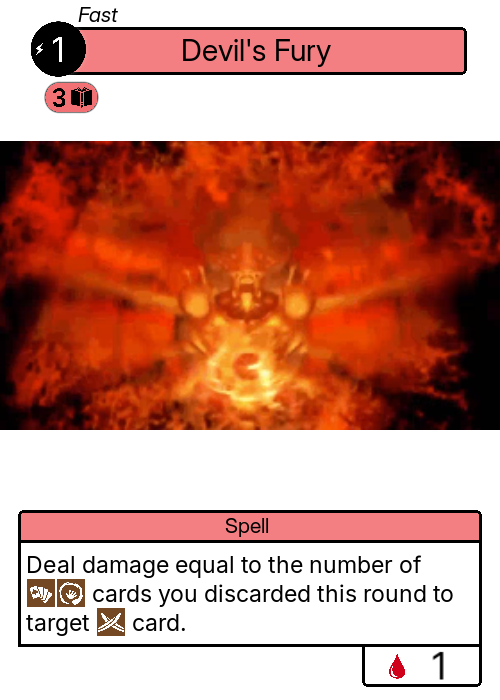 Fast
1
Devil's Fury
3
Spell
Deal damage equal to the number of
cards you discarded this round to
target card.
1